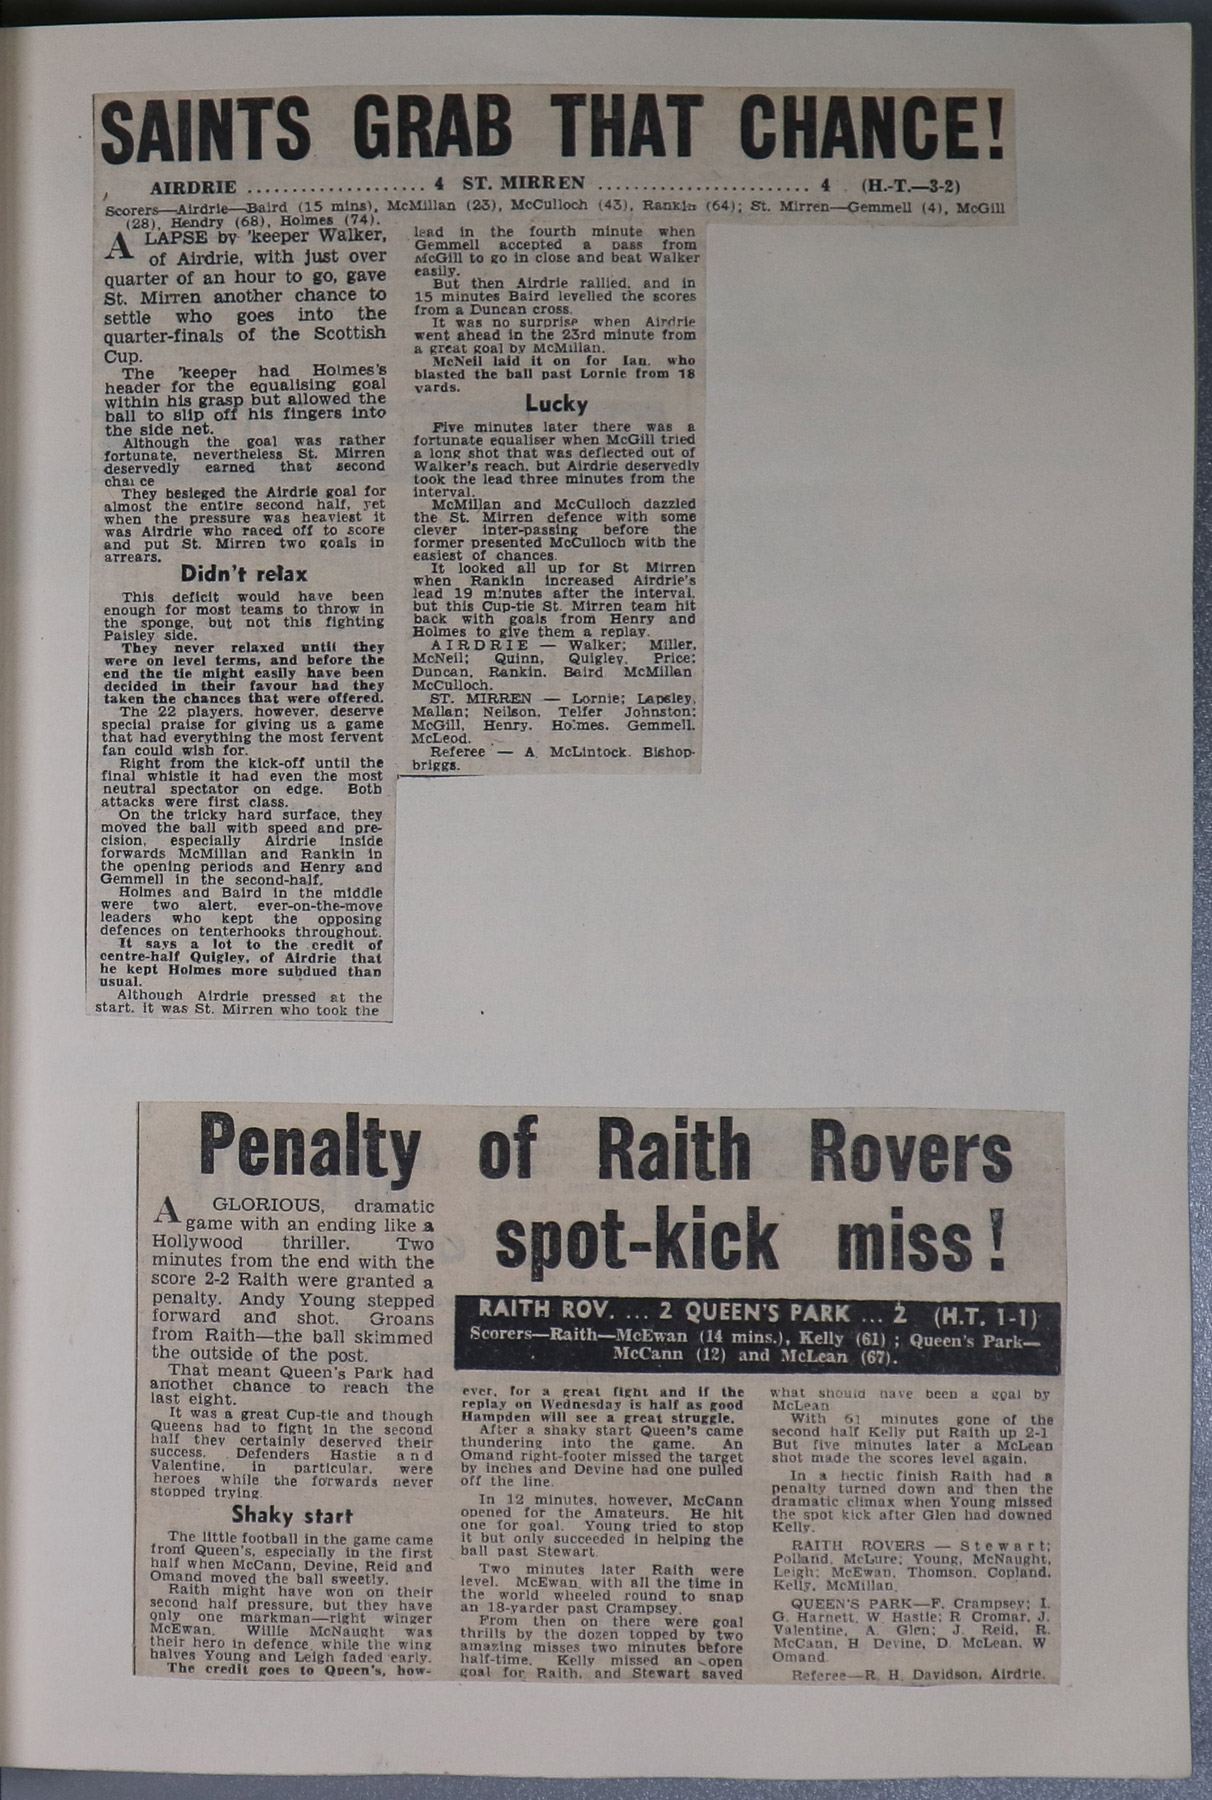 SAINTS GRAB THAT CHANCE!
AIRDRIE ................... 4 ST. MIRREN ....................... 4 (H.-T.—3-2)
Scorers—Airdrie—Baird (15 mins), McMillan (23), McCulloch (43), Rankin (64); St. Mirren—Gemmell (4), McGill
(28), Hendry (68), Holmes (74).
A LAPSE by 'keeper Walker,
of Airdrie, with just over
quarter of an hour to go, gave
St. Mirren another chance to
settle who goes into the
quarter-finals of the Scottish
Cup.
The 'keeper had Holmes's
header for the equalising goal
within his grasp but allowed the
ball to slip off his fingers into
the side net.
Although the goal was rather
fortunate, nevertheless St. Mirren
deservedly earned that second
chai ce
They besieged the Airdrie goal for
almost the entire second half, yet
when the pressure was heaviest it
was Airdrie who raced off to score
and put St. Mirren two goals in
arrears.
Didn't relax
This deficit would have been
enough for most teams to throw in
the sponge, but not this fighting
Paisley side.
They never relaxed until they
were on level terms, and before the
end the tie might easily have been
decided in their favour had they
taken the chances that were offered.
The 22 players, however, deserve
special praise for giving us a game
that had everything the most fervent
fan could wish for.
Right from the kick-off until the
final whistle it had even the most
neutral spectator on edge. Both
attacks were first class.
On the tricky hard surface, they
moved the ball with speed and pre-
cision, especially Airdrie inside
forwards McMillan and Rankin in
the opening periods and Henry and
Gemmell in the second-half.
Holmes and Baird in the middle
were two alert, ever-on-the-move
leaders who kept the opposing
defences on tenterhooks throughout.
It says a lot to the credit of
centre-half Quigley, of Airdrie that
he kept Holmes more subdued than
usual.
Although Airdrie pressed at the
start, it was St. Mirren who took the
lead in the fourth minute when
Gemmell accepted a pass from
McGill to go in close and beat Walker
easily.
But then Airdrie rallied, and in
15 minutes Baird levelled the scores
from a Duncan cross.
It was no surprise when Airdrie
went ahead in the 23rd minute from
a great goal by McMillan.
McNeil laid it on for Ian, who
blasted the ball past Lornie from 18
yards.
Lucky
Five minutes later there was a
fortunate equaliser when McGill tried
a long shot that was deflected out of
Walker's reach, but Airdrie deservedly
took the lead three minutes from the
interval.
McMillan and McCulloch dazzled
the St. Mirren defence with some
clever inter-passing before the
former presented McCulloch with the
easiest of chances.
It looked all up for St Mirren
when Rankin increased Airdrie's
lead 19 minutes after the interval,
but this Cup-tie St. Mirren team hit
back with goals from Henry and
Holmes to give them a replay.
AIRDRIE — Walker; Miller,
McNeil; Quinn, Quigley, Price;
Duncan, Rankin, Baird McMillan
McCulloch.
ST. MIRREN — Lornie; Lapsley,
Mallan; Neilson, Telfer Johnston;
McGill, Henry, Holmes, Gemmell,
McLeod.
Referee — A. McLintock, Bishop-
briggs.
Penalty of Raith Rovers
spot-kick miss!
RAITH ROV. ... 2 QUEEN'S PARK ... 2 (H.T. 1-1)
Scorers—Raith—McEwan (14 mins.), Kelly (61) ; Queen's Park—
McCann (12) and McLean (67).
A GLORIOUS, dramatic
game with an ending like a
Hollywood thriller. Two
minutes from the end with the
score 2-2 Raith were granted a
penalty. Andy Young stepped
forward and shot. Groans
from Raith—the ball skimmed
the outside of the post.
That meant Queen's Park had
another chance to reach the
last eight.
It was a great Cup-tie and though
Queens had to fight in the second
half they certainly deserved their
success. Defenders Hastie and
Valentine, in particular, were
heroes while the forwards never
stopped trying.
Shaky start
The little football in the game came
from Queen's, especially in the first
half when McCann, Devine, Reid and
Omand moved the ball sweetly.
Raith might have won on their
second half pressure, but they have
only one markman—right winger
McEwan. Willie McNaught was
their hero in defence, while the wing
halves Young and Leigh faded early.
The credit goes to Queen's, how-
ever, for a great fight and if the
replay on Wednesday is half as good
Hampden will see a great struggle.
After a shaky start Queen's came
thundering into the game. An
Omand right-footer missed the target
by inches and Devine had one pulled
off the line.
In 12 minutes, however, McCann
opened for the Amateurs. He hit
one for goal. Young tried to stop
it but only succeeded in helping the
ball past Stewart.
Two minutes later Raith were
level. McEwan, with all the time in
the world wheeled round to snap
an 18-yarder past Crampsey.
From then on there were goal
thrills by the dozen topped by two
amazing misses two minutes before
half-time. Kelly missed an open
goal for Raith, and Stewart saved
what should have been a goal by
McLean
With 61 minutes gone of the
second half Kelly put Raith up 2-1
But five minutes later a McLean
shot made the scores level again.
In a hectic finish Raith had a
penalty turned down and then the
dramatic climax when Young missed
the spot kick after Glen had downed
Kelly.
RAITH ROVERS — Stewart;
Polland, McLure; Young, McNaught,
Leigh; McEwan, Thomson, Copland,
Kelly, McMillan.
QUEEN'S PARK—F. Crampsey; I.
G. Harnett, W. Hastie; R Cromar, J.
Valentine, A. Glen; J. Reid, R.
McCann, H Devine, D. McLean, W
Omand.
Referee—R. H. Davidson, Airdrie.